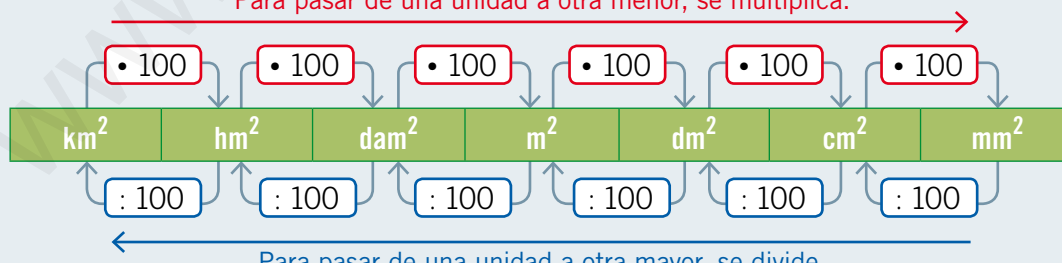 Para pasar de una unidad a otra menor, se multiplica.
• 100 • 100 • 100 • 100 • 100 • 100
km² hm² dam² m² dm² cm² mm²
: 100 : 100 : 100 : 100 : 100 : 100
Para pasar de una unidad a otra mayor, se divide.